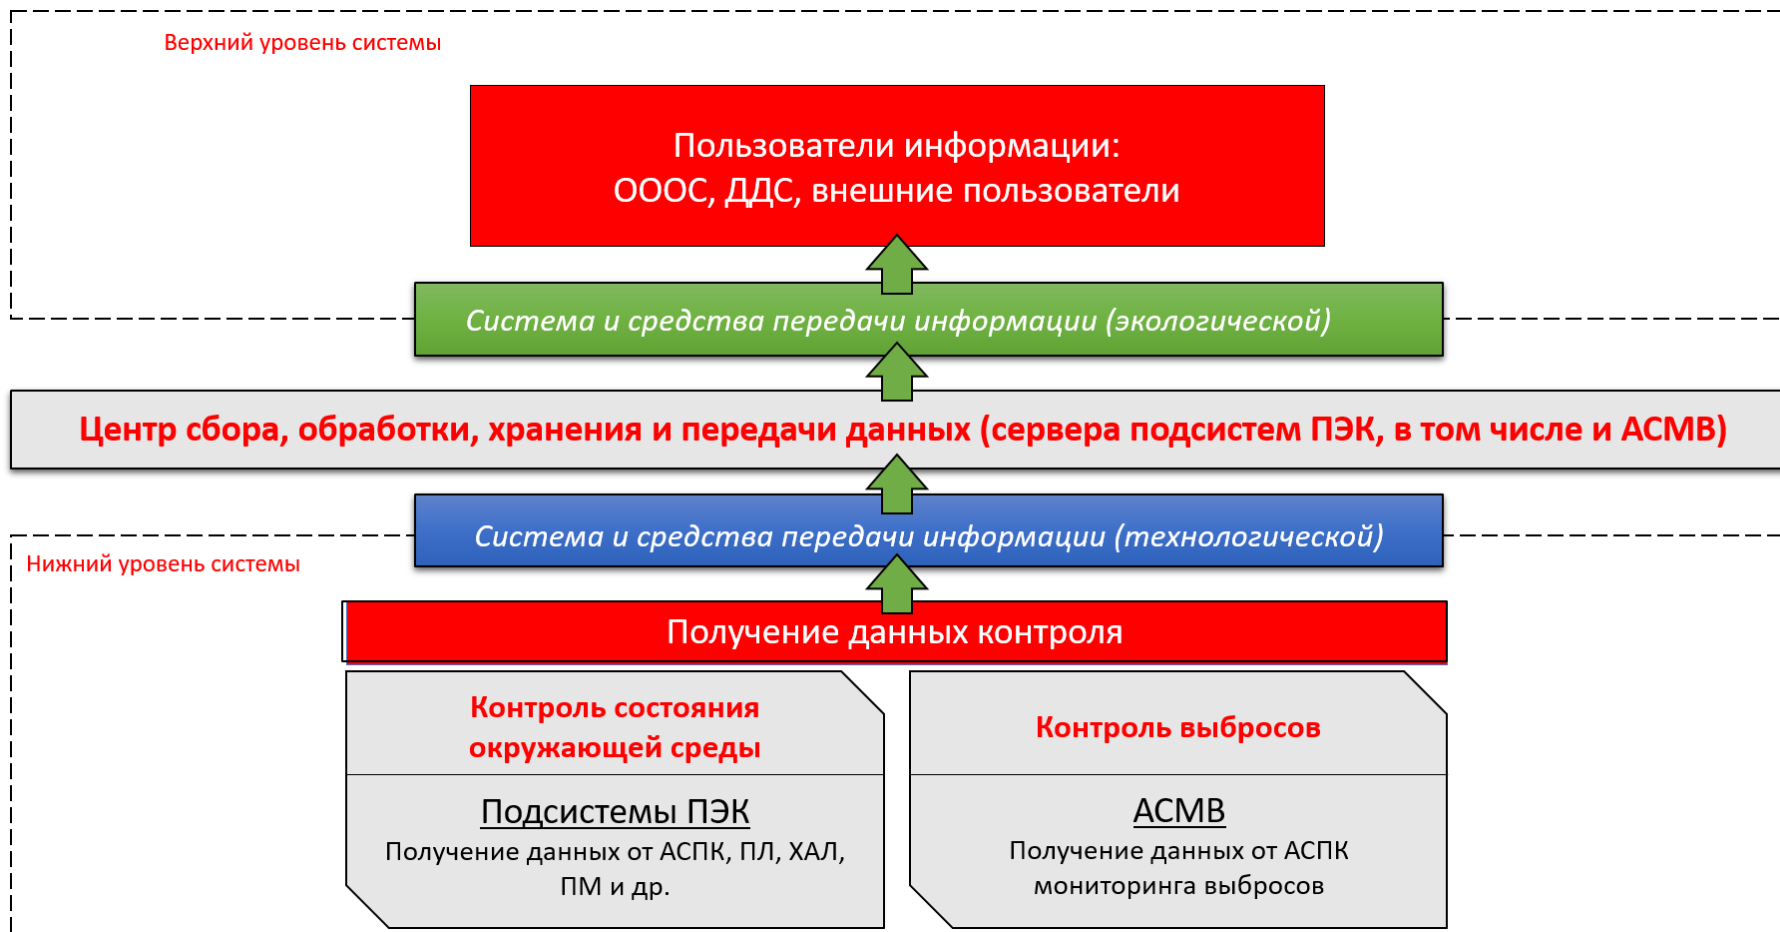 Верхний уровень системы
Пользователи информации:
ОООС, ДДС, внешние пользователи
Система и средства передачи информации (экологической)
Центр сбора, обработки, хранения и передачи данных (сервера подсистем ПЭК, в том числе и АСМВ)
Система и средства передачи информации (технологической)
Нижний уровень системы
Получение данных контроля
Контроль состояния
окружающей среды
Подсистемы ПЭК
Получение данных от АСПК, ПЛ, ХАЛ,
ПМ и др.
Контроль выбросов
АСМВ
Получение данных от АСПК
мониторинга выбросов